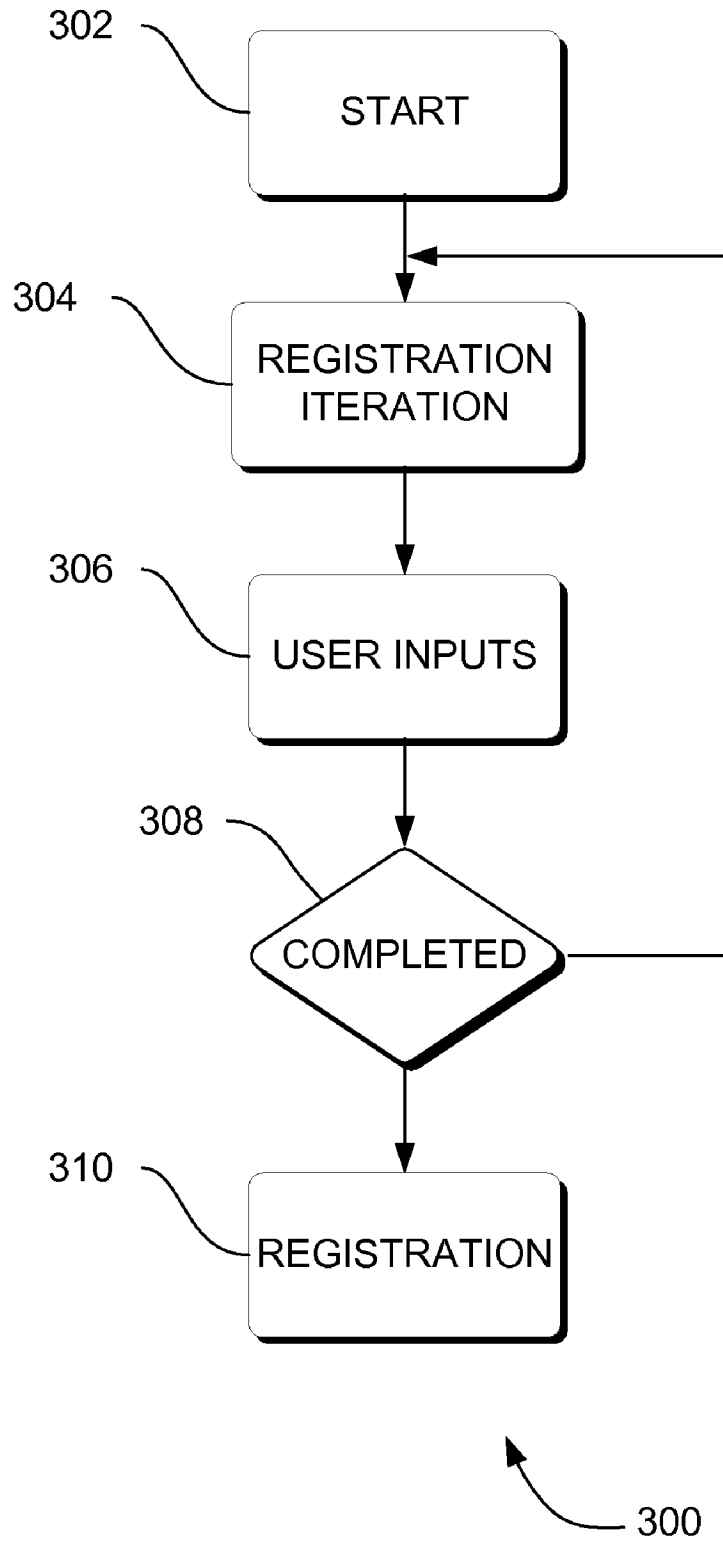 302
START
304
REGISTRATION
ITERATION
306
USER INPUTS
308
COMPLETED
310
REGISTRATION
300